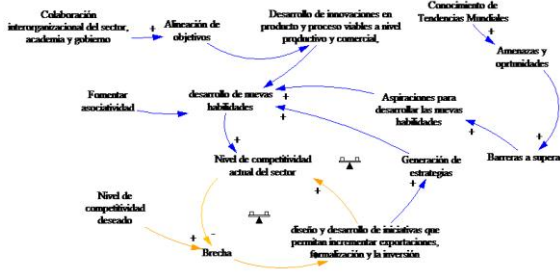 Colaboración
interorganizacional del sector,
academia y gobierno
+
Alineación de
objetivos
+
Desarrollo de innovaciones en
producto y proceso viables a nivel
productivo y comercial,
Conocimiento de
Tendencias Mundiales
+
Amenazas y
oprtunidades
Fomentar
asociatividad
+
desarrollo de nuevas
habilidades
+
+
+
Aspiraciones para
desarrollar las nuevas
habilidades
+
+
Barreras a supera
+
Nivel de competitividad
actual del sector
+
Generación de
estrategias
+
Nivel de
competitividad
deseado
+
-
Brecha
+
diseño y desarrollo de iniciativas que
permitan incrementar exportaciones,
formalización y la inversión